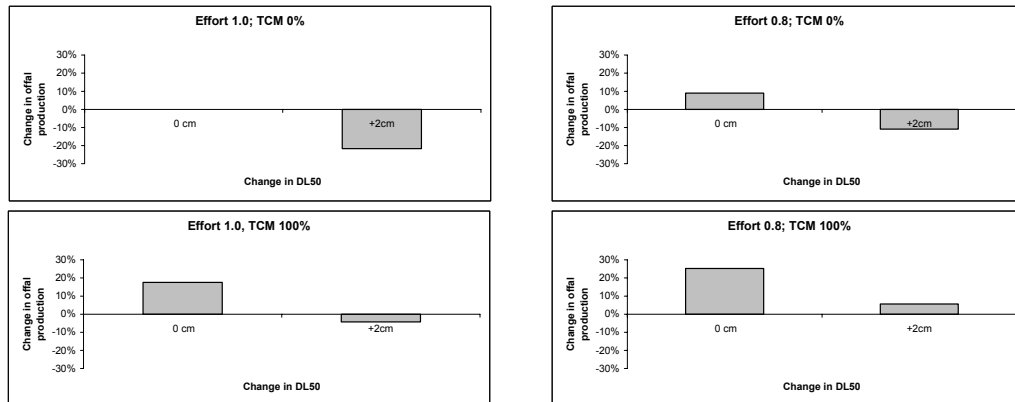 Effort 1.0; TCM 0%
Change in offal
production
30%
20%
10%
0%
-10%
-20%
-30%
0 cm
+2cm
Change in DL50
Effort 0.8; TCM 0%
Change in offal
production
30%
20%
10%
0%
-10%
-20%
-30%
0 cm
+2cm
Change in DL50
Effort 1.0, TCM 100%
Change in offal
production
30%
20%
10%
0%
-10%
-20%
-30%
0 cm
+2cm
Change in DL50
Effort 0.8; TCM 100%
Change in offal
production
30%
20%
10%
0%
-10%
-20%
-30%
0 cm
+2cm
Change in DL50